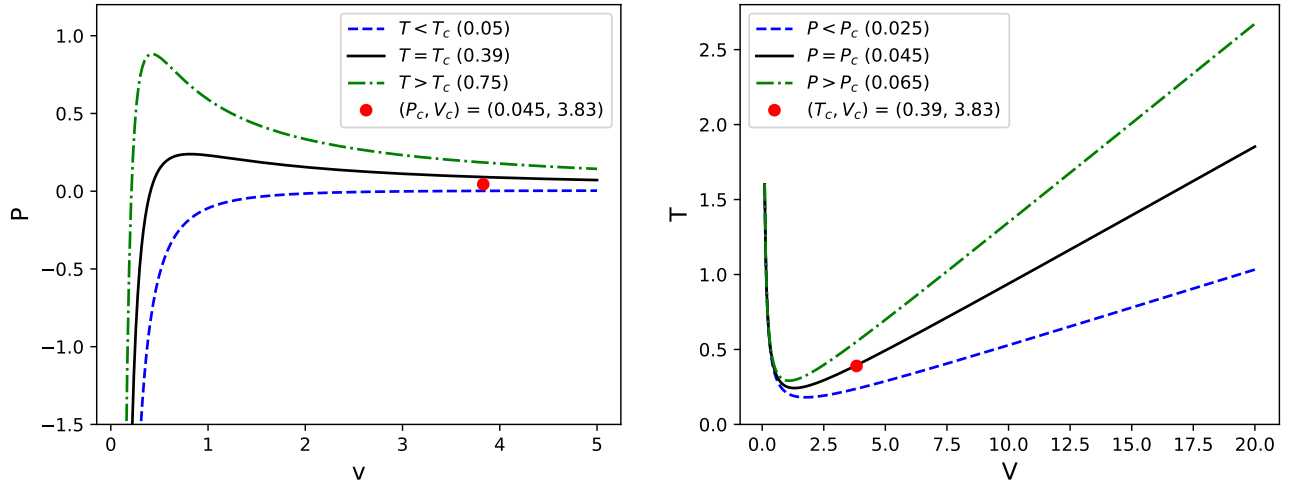 T < T_c (0.05)
T = T_c (0.39)
T > T_c (0.75)
(P_c, V_c) = (0.045, 3.83)
1.0
0.5
0.0
−0.5
−1.0
−1.5
P
0
1
2
3
4
5
v
P < P_c (0.025)
P = P_c (0.045)
P > P_c (0.065)
(T_c, V_c) = (0.39, 3.83)
2.5
2.0
1.5
1.0
0.5
0.0
T
0.0
2.5
5.0
7.5
10.0
12.5
15.0
17.5
20.0
V